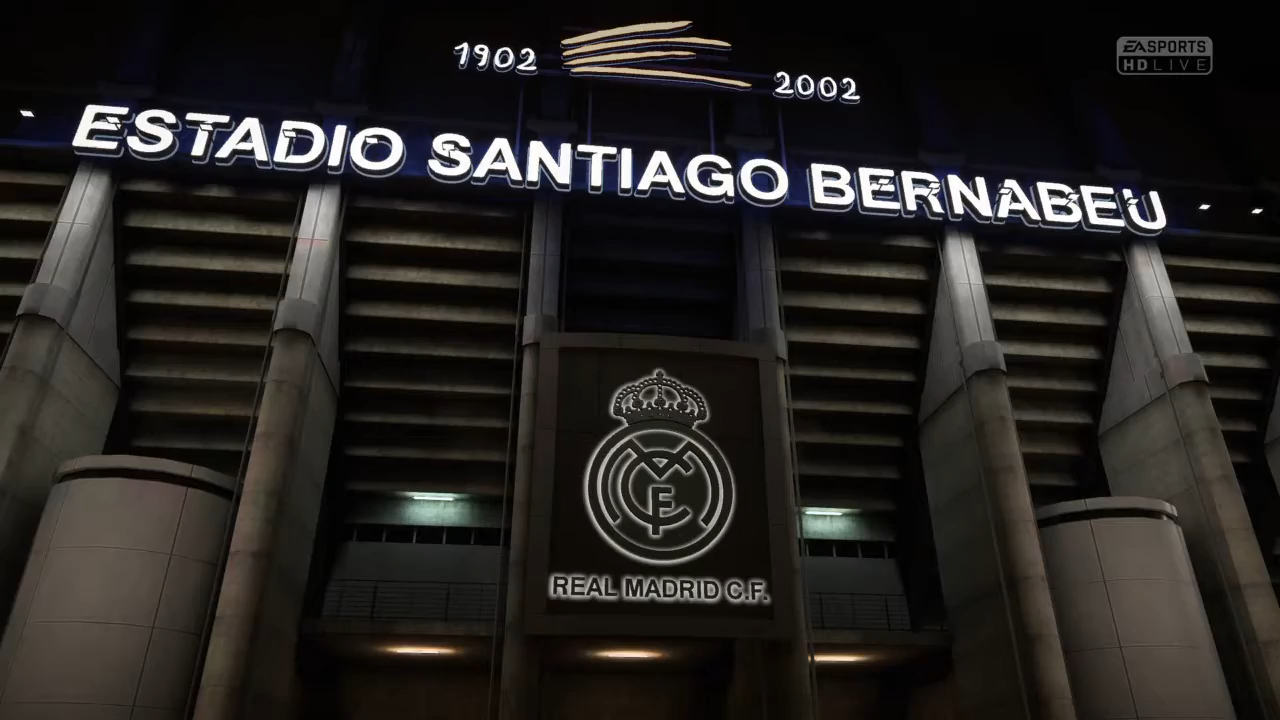 1902 2002
EA SPORTS
HD LIVE
ESTADIO SANTIAGO BERNABEU
REAL MADRID C.F.